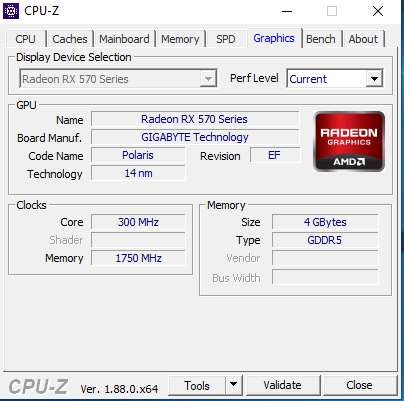 CPU-Z
CPU Caches Mainboard Memory SPD Graphics Bench About
Display Device Selection
Radeon RX 570 Series Perf Level Current
GPU
Name Radeon RX 570 Series
Board Manuf. GIGABYTE Technology
Code Name Polaris Revision EF
Technology 14 nm
RADEON
GRAPHICS
AMD
Clocks
Core 300 MHz
Shader
Memory 1750 MHz
Memory
Size 4 GBytes
Type GDDR5
Vendor
Bus Width
CPU-Z Ver. 1.88.0.x64 Tools Validate Close